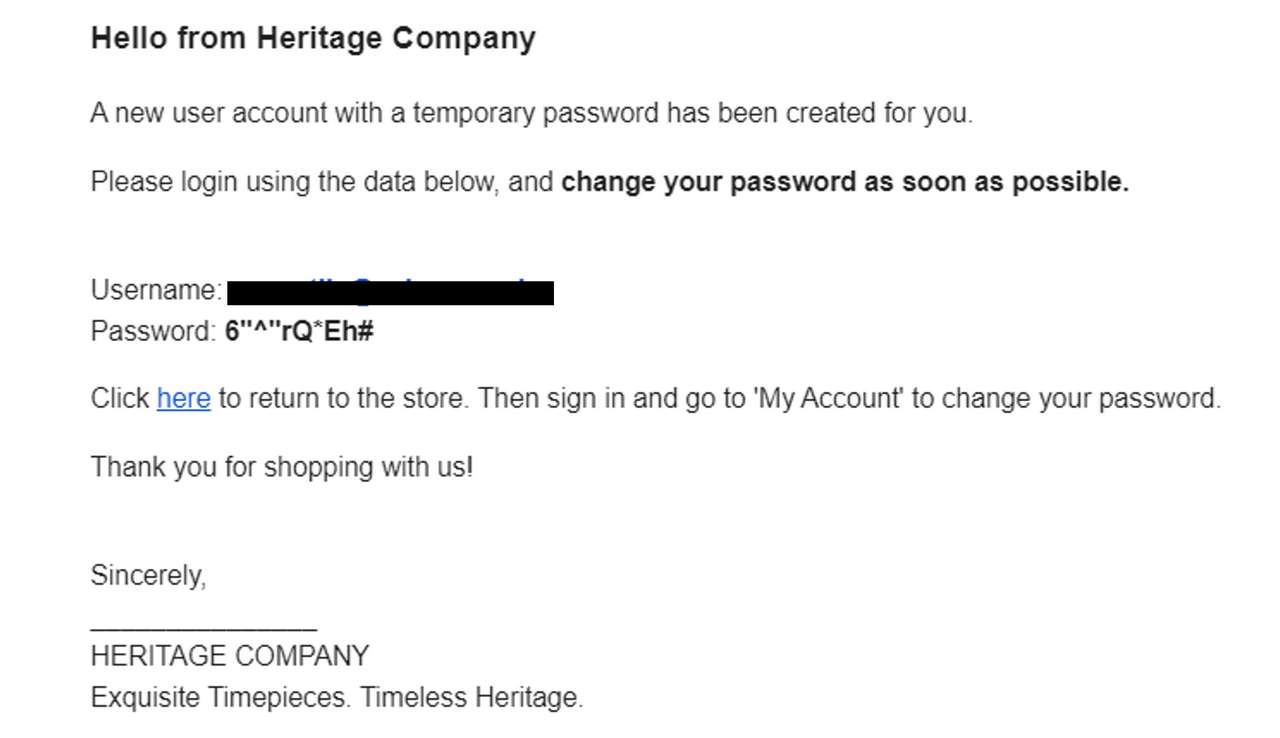 Hello from Heritage Company
A new user account with a temporary password has been created for you.
Please login using the data below, and change your password as soon as possible.
Username:
Password: 6"^"rQ*Eh#
Click here to return to the store. Then sign in and go to 'My Account' to change your password.
Thank you for shopping with us!
Sincerely,
_______________
HERITAGE COMPANY
Exquisite Timepieces. Timeless Heritage.